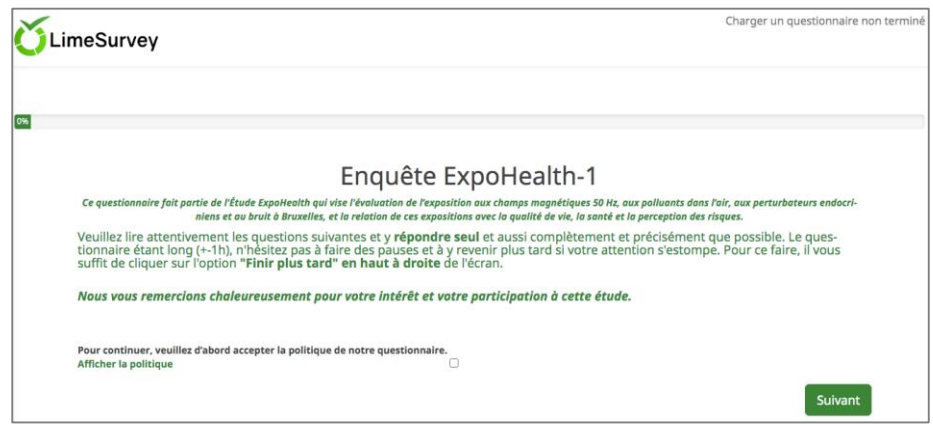 Charger un questionnaire non terminé
LimeSurvey
0%
Enquête ExpoHealth-1
Ce questionnaire fait partie de l'Étude ExpoHealth qui vise l'évaluation de l'exposition aux champs magnétiques 50 Hz, aux polluants dans l'air, aux perturbateurs endocri-
niens et au bruit à Bruxelles, et la relation de ces expositions avec la qualité de vie, la santé et la perception des risques.
Veuillez lire attentivement les questions suivantes et y répondre seul et aussi complètement et précisément que possible. Le ques-
tionnaire étant long (+-1h), n'hésitez pas à faire des pauses et à y revenir plus tard si votre attention s'estompe. Pour ce faire, il vous
suffit de cliquer sur l'option "Finir plus tard" en haut à droite de l'écran.
Nous vous remercions chaleureusement pour votre intérêt et votre participation à cette étude.
Pour continuer, veuillez d'abord accepter la politique de notre questionnaire.
Afficher la politique
Suivant